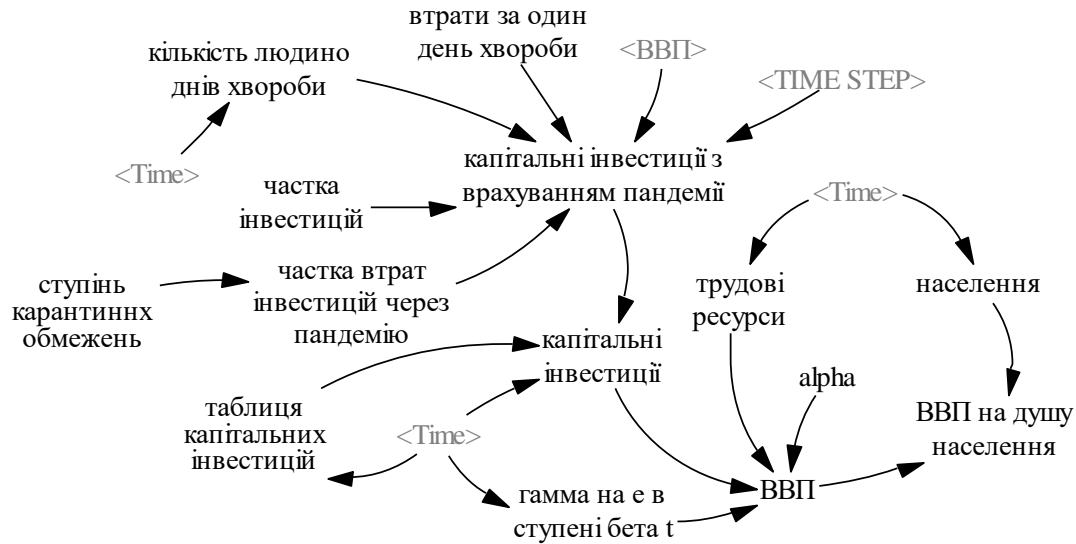 втрати за один
день хвороби
<ВВП>
кількість людино
днів хвороби
<TIME STEP>
<Time>
капітальні інвестиції з
врахуванням пандемії
частка
інвестицій
<Time>
ступінь
карантиннх
обмежень
частка втрат
інвестицій через
пандемію
трудові
ресурси
населення
капітальні
інвестиції
alpha
таблиця
капітальних
інвестицій
<Time>
ВВП на душу
населення
гамма на е в
ступені бета t
ВВП